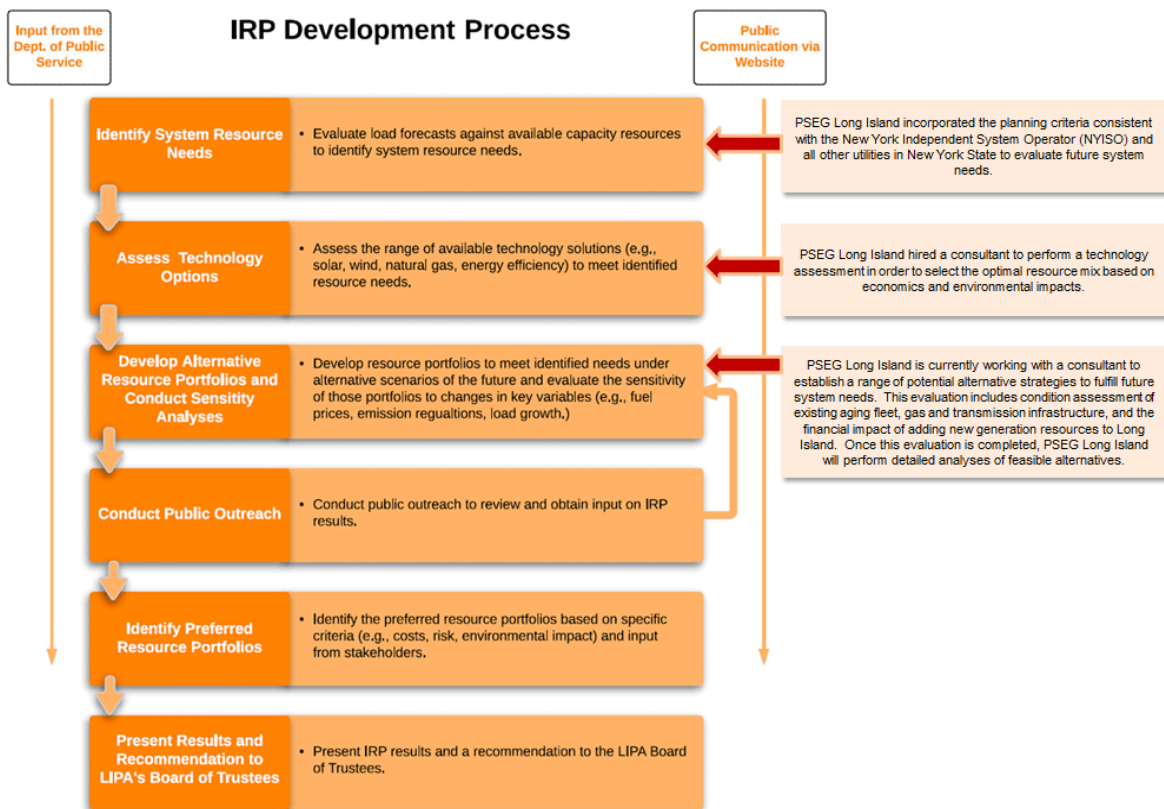 IRP Development Process
Input from the
Dept. of Public
Service
Public
Communication via
Website
Identify System Resource
Needs
• Evaluate load forecasts against available capacity resources
to identify system resource needs.
PSEG Long Island incorporated the planning criteria consistent
with the New York Independent System Operator (NYISO) and
all other utilities in New York State to evaluate future system
needs.
Assess Technology
Options
• Assess the range of available technology solutions (e.g.,
solar, wind, natural gas, energy efficiency) to meet identified
resource needs.
PSEG Long Island hired a consultant to perform a technology
assessment in order to select the optimal resource mix based on
economics and environmental impacts.
Develop Alternative
Resource Portfolios and
Conduct Sensitity
Analyses
• Develop resource portfolios to meet identified needs under
alternative scenarios of the future and evaluate the sensitivity
of those portfolios to changes in key variables (e.g., fuel
prices, emission regualtions, load growth.)
PSEG Long Island is currently working with a consultant to
establish a range of potential alternative strategies to fulfill future
system needs. This evaluation includes condition assessment of
existing aging fleet, gas and transmission infrastructure, and the
financial impact of adding new generation resources to Long
Island. Once this evaluation is completed, PSEG Long Island
will perform detailed analyses of feasible alternatives.
Conduct Public Outreach
• Conduct public outreach to review and obtain input on IRP
results.
Identify Preferred
Resource Portfolios
• Identify the preferred resource portfolios based on specific
criteria (e.g., costs, risk, environmental impact) and input
from stakeholders.
Present Results and
Recommendation to
LIPA's Board of Trustees
• Present IRP results and a recommendation to the LIPA Board
of Trustees.